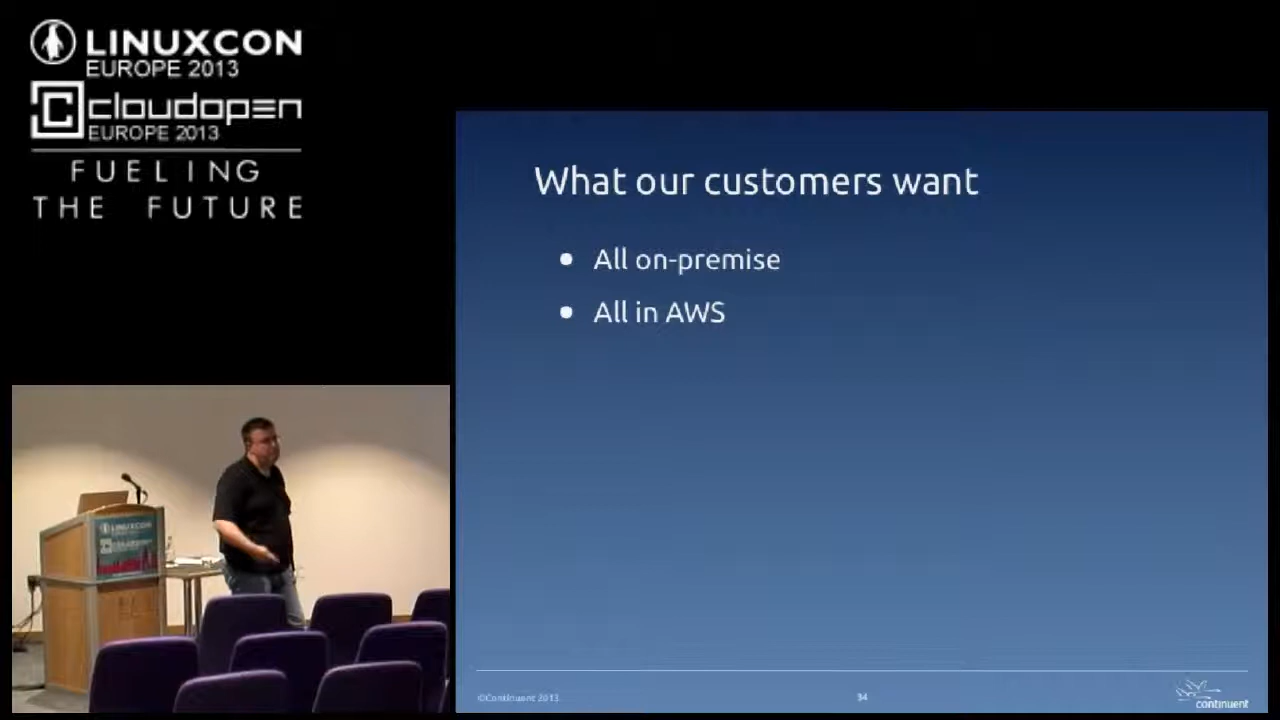 LINUXCON
EUROPE 2013
cloudopen
EUROPE 2013
FUELING
THE FUTURE
What our customers want
• All on-premise
• All in AWS
©Continuent 2013
34
continuent
LINUXCON